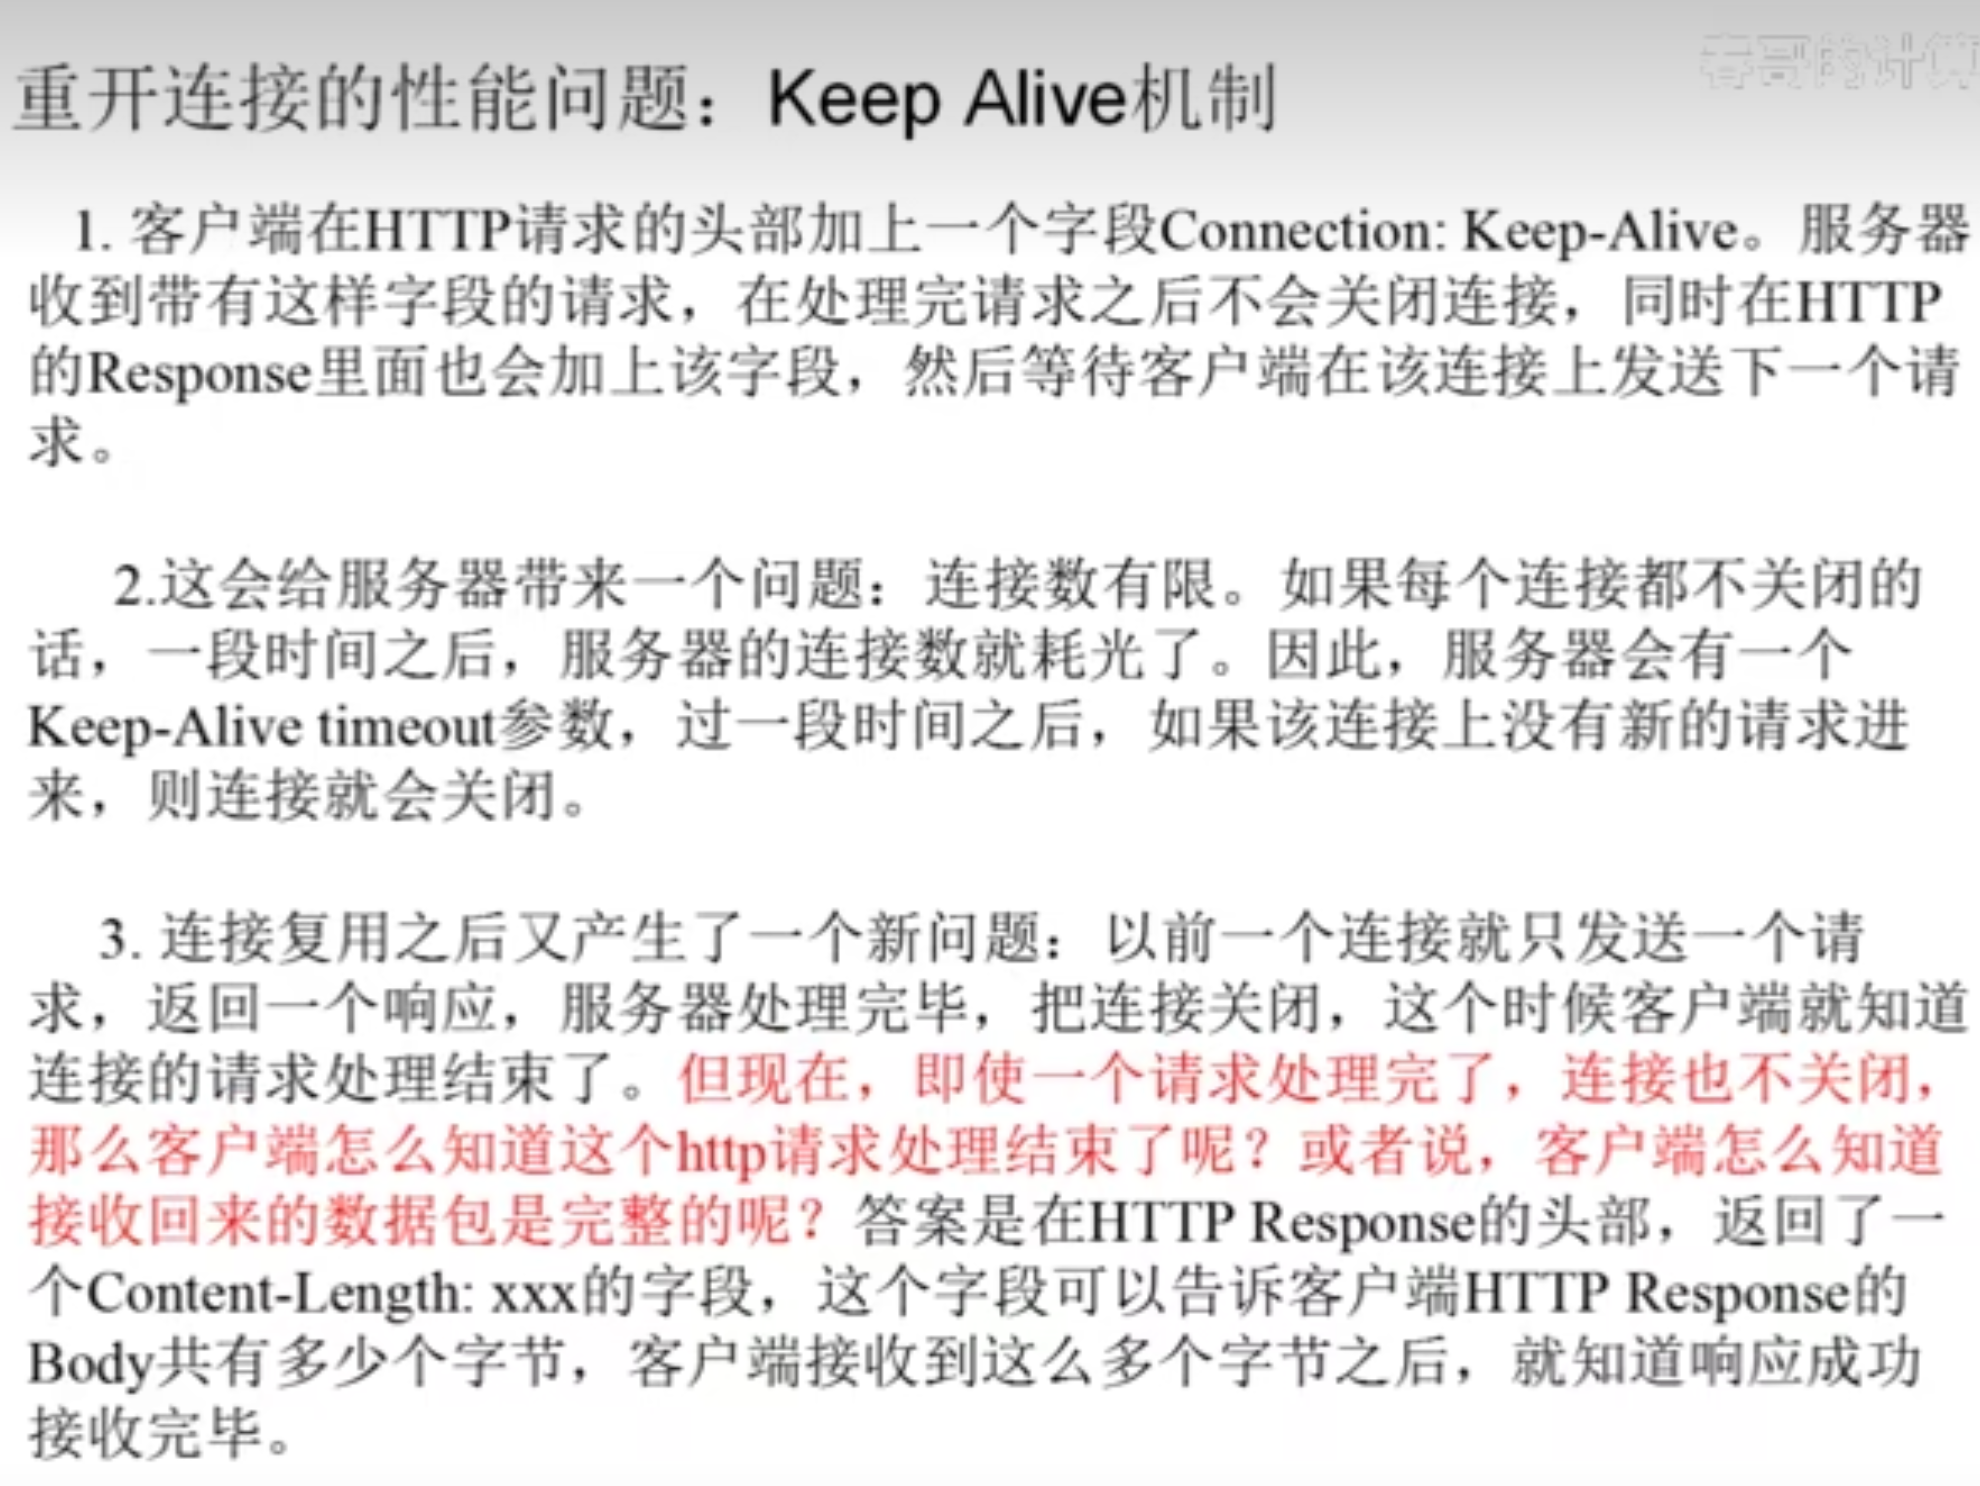 春哥的计算
重开连接的性能问题：Keep Alive机制
1. 客户端在HTTP请求的头部加上一个字段Connection: Keep-Alive。服务器
收到带有这样字段的请求，在处理完请求之后不会关闭连接，同时在HTTP
的Response里面也会加上该字段，然后等待客户端在该连接上发送下一个请
求。
2.这会给服务器带来一个问题：连接数有限。如果每个连接都不关闭的
话，一段时间之后，服务器的连接数就耗光了。因此，服务器会有一个
Keep-Alive timeout参数，过一段时间之后，如果该连接上没有新的请求进
来，则连接就会关闭。
3. 连接复用之后又产生了一个新问题：以前一个连接就只发送一个请
求，返回一个响应，服务器处理完毕，把连接关闭，这个时候客户端就知道
连接的请求处理结束了。但现在，即使一个请求处理完了，连接也不关闭，
那么客户端怎么知道这个http请求处理结束了呢？或者说，客户端怎么知道
接收回来的数据包是完整的呢？答案是在HTTP Response的头部，返回了一
个Content-Length: xxx的字段，这个字段可以告诉客户端HTTP Response的
Body共有多少个字节，客户端接收到这么多个字节之后，就知道响应成功
接收完毕。